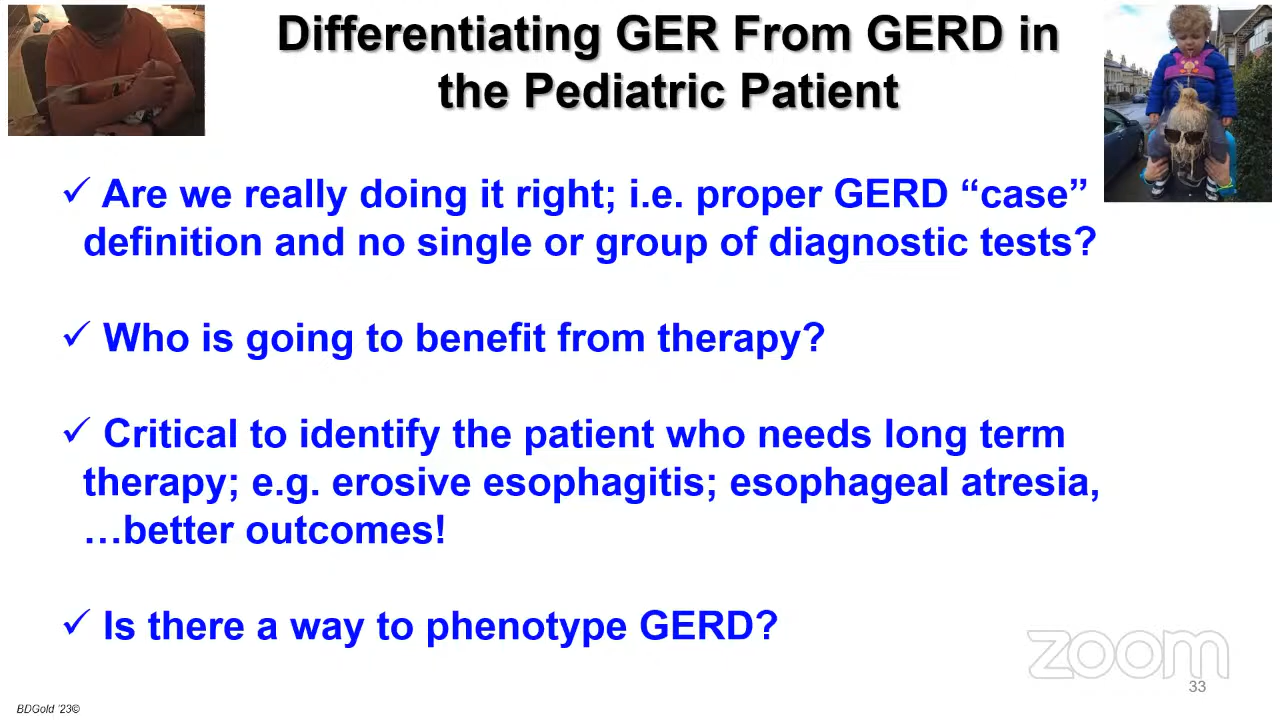 Differentiating GER From GERD in
the Pediatric Patient
✓ Are we really doing it right; i.e. proper GERD “case”
definition and no single or group of diagnostic tests?
✓ Who is going to benefit from therapy?
✓ Critical to identify the patient who needs long term
therapy; e.g. erosive esophagitis; esophageal atresia,
…better outcomes!
✓ Is there a way to phenotype GERD?
zoom
33
BDGold ’23©